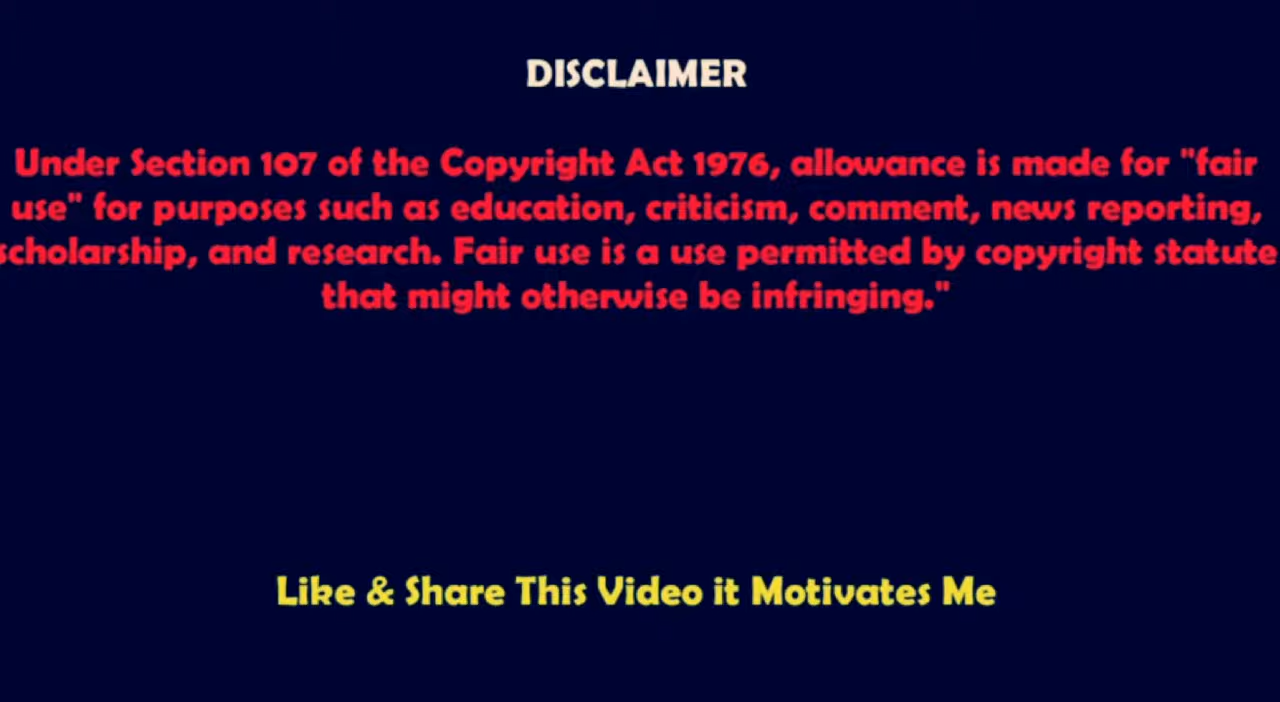 DISCLAIMER
Under Section 107 of the Copyright Act 1976, allowance is made for "fair
use" for purposes such as education, criticism, comment, news reporting,
scholarship, and research. Fair use is a use permitted by copyright statute
that might otherwise be infringing."
Like & Share This Video it Motivates Me